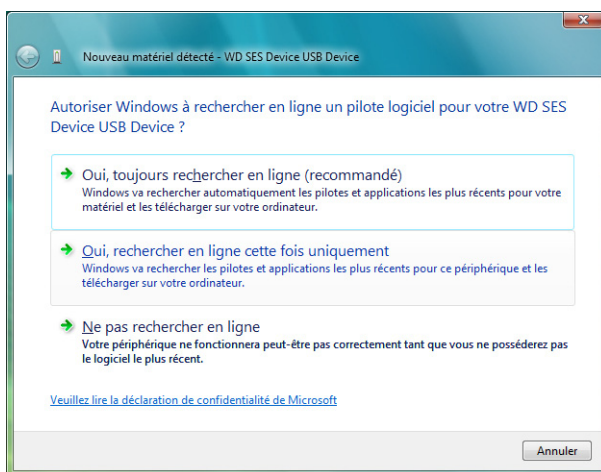 Nouveau matériel détecté - WD SES Device USB Device
Autoriser Windows à rechercher en ligne un pilote logiciel pour votre WD SES
Device USB Device ?
Oui, toujours rechercher en ligne (recommandé)
Windows va rechercher automatiquement les pilotes et applications les plus récents pour votre
matériel et les télécharger sur votre ordinateur.
Oui, rechercher en ligne cette fois uniquement
Windows va rechercher les pilotes et applications les plus récents pour ce périphérique et les
télécharger sur votre ordinateur.
Ne pas rechercher en ligne
Votre périphérique ne fonctionnera peut-être pas correctement tant que vous ne posséderez pas
le logiciel le plus récent.
Veuillez lire la déclaration de confidentialité de Microsoft
Annuler